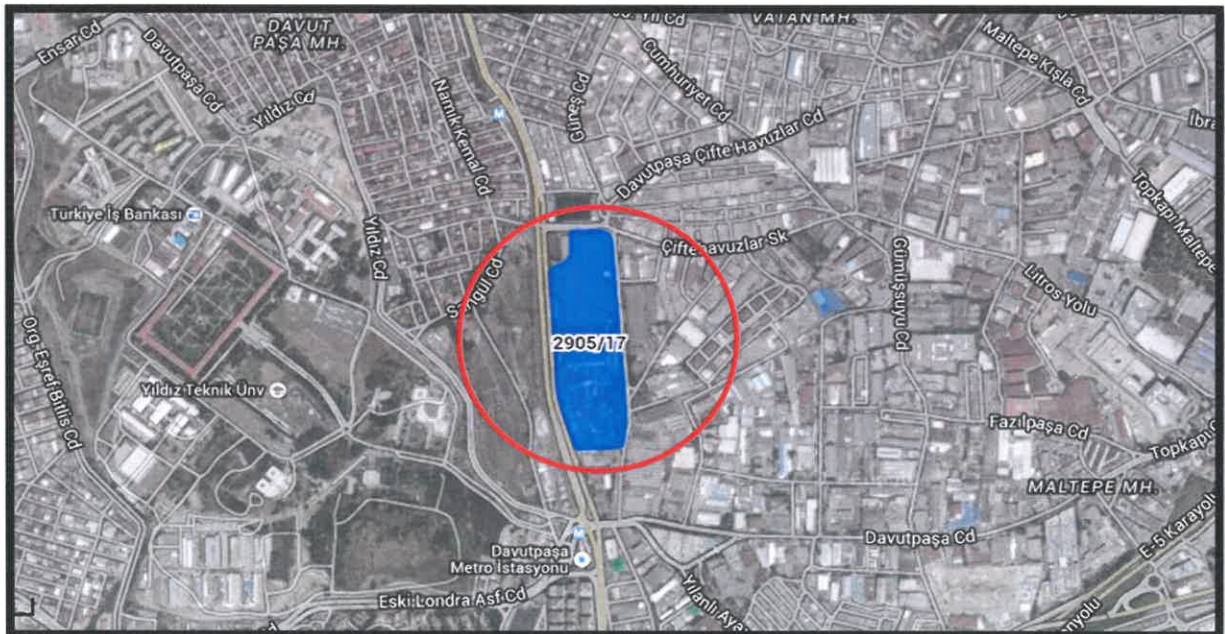 Ensar Cd
DAVUT
PAŞA MH.
Davutpaşa Cd
Yıldız Cd
Namık Kemal Cd
M
Güneş Cd
Cumhuriyet Cd
VATAN MH.
Maltepe Kışla Cd
Davutpaşa Çifte Havuzlar Cd
Türkiye İş Bankası
Yıldız Cd
Çiftehavuzlar Sk
Gümüşsuyu Cd
Litros Yolu
2905/17
Org. Eşref Bitlis Cd
Yıldız Teknik Ünv
Fazılpaşa Cd
MALTEPE MH.
Davutpaşa Cd
E-5 Karayolu
M
Davutpaşa
Metro İstasyonu
Eski Londra Asf Cd